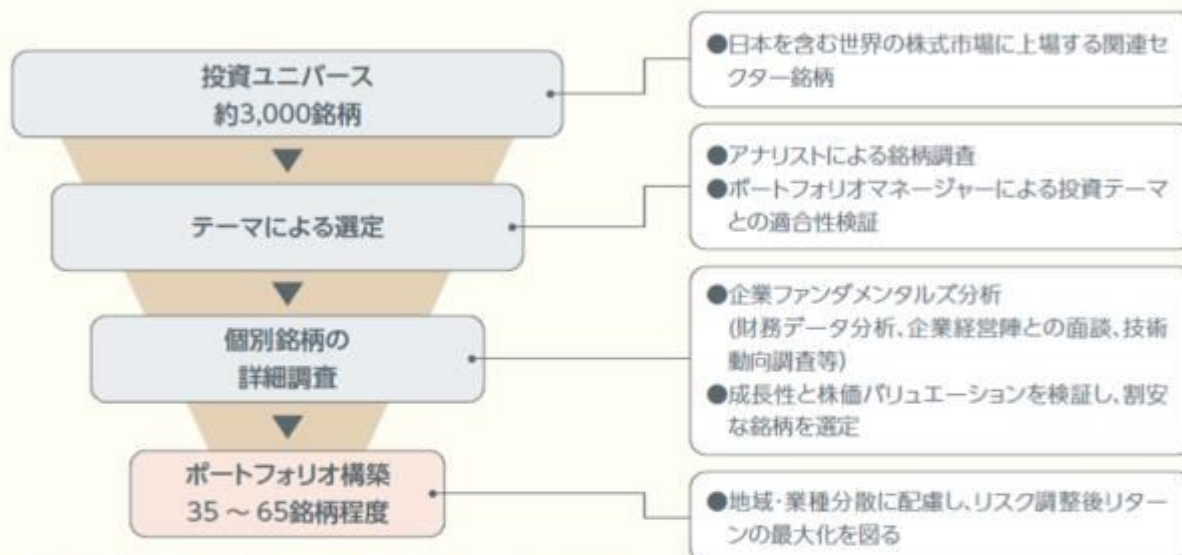 投資ユニバース
約3,000銘柄
●日本を含む世界の株式市場に上場する関連セ
クター銘柄
テーマによる選定
●アナリストによる銘柄調査
●ポートフォリオマネージャーによる投資テーマ
との適合性検証
個別銘柄の
詳細調査
●企業ファンダメンタルズ分析
(財務データ分析、企業経営陣との面談、技術
動向調査等)
●成長性と株価バリュエーションを検証し、割安
な銘柄を選定
ポートフォリオ構築
35 ～ 65銘柄程度
●地域・業種分散に配慮し、リスク調整後リター
ンの最大化を図る